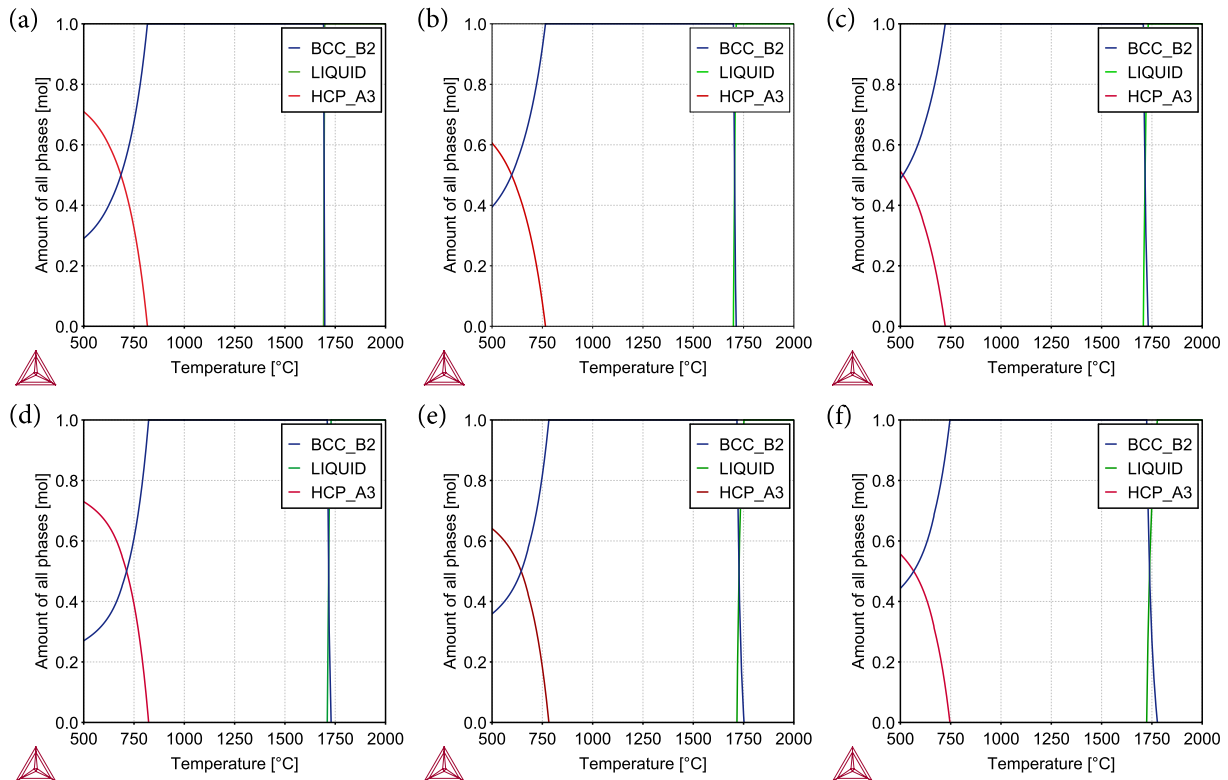 (a)
Amount of all phases [mol]
1.0
0.8
0.6
0.4
0.2
0.0
BCC_B2
LIQUID
HCP_A3
500 750 1000 1250 1500 1750 2000
Temperature [°C]
(b)
Amount of all phases [mol]
1.0
0.8
0.6
0.4
0.2
0.0
BCC_B2
LIQUID
HCP_A3
500 750 1000 1250 1500 1750 2000
Temperature [°C]
(c)
Amount of all phases [mol]
1.0
0.8
0.6
0.4
0.2
0.0
BCC_B2
LIQUID
HCP_A3
500 750 1000 1250 1500 1750 2000
Temperature [°C]
(d)
Amount of all phases [mol]
1.0
0.8
0.6
0.4
0.2
0.0
BCC_B2
LIQUID
HCP_A3
500 750 1000 1250 1500 1750 2000
Temperature [°C]
(e)
Amount of all phases [mol]
1.0
0.8
0.6
0.4
0.2
0.0
BCC_B2
LIQUID
HCP_A3
500 750 1000 1250 1500 1750 2000
Temperature [°C]
(f)
Amount of all phases [mol]
1.0
0.8
0.6
0.4
0.2
0.0
BCC_B2
LIQUID
HCP_A3
500 750 1000 1250 1500 1750 2000
Temperature [°C]